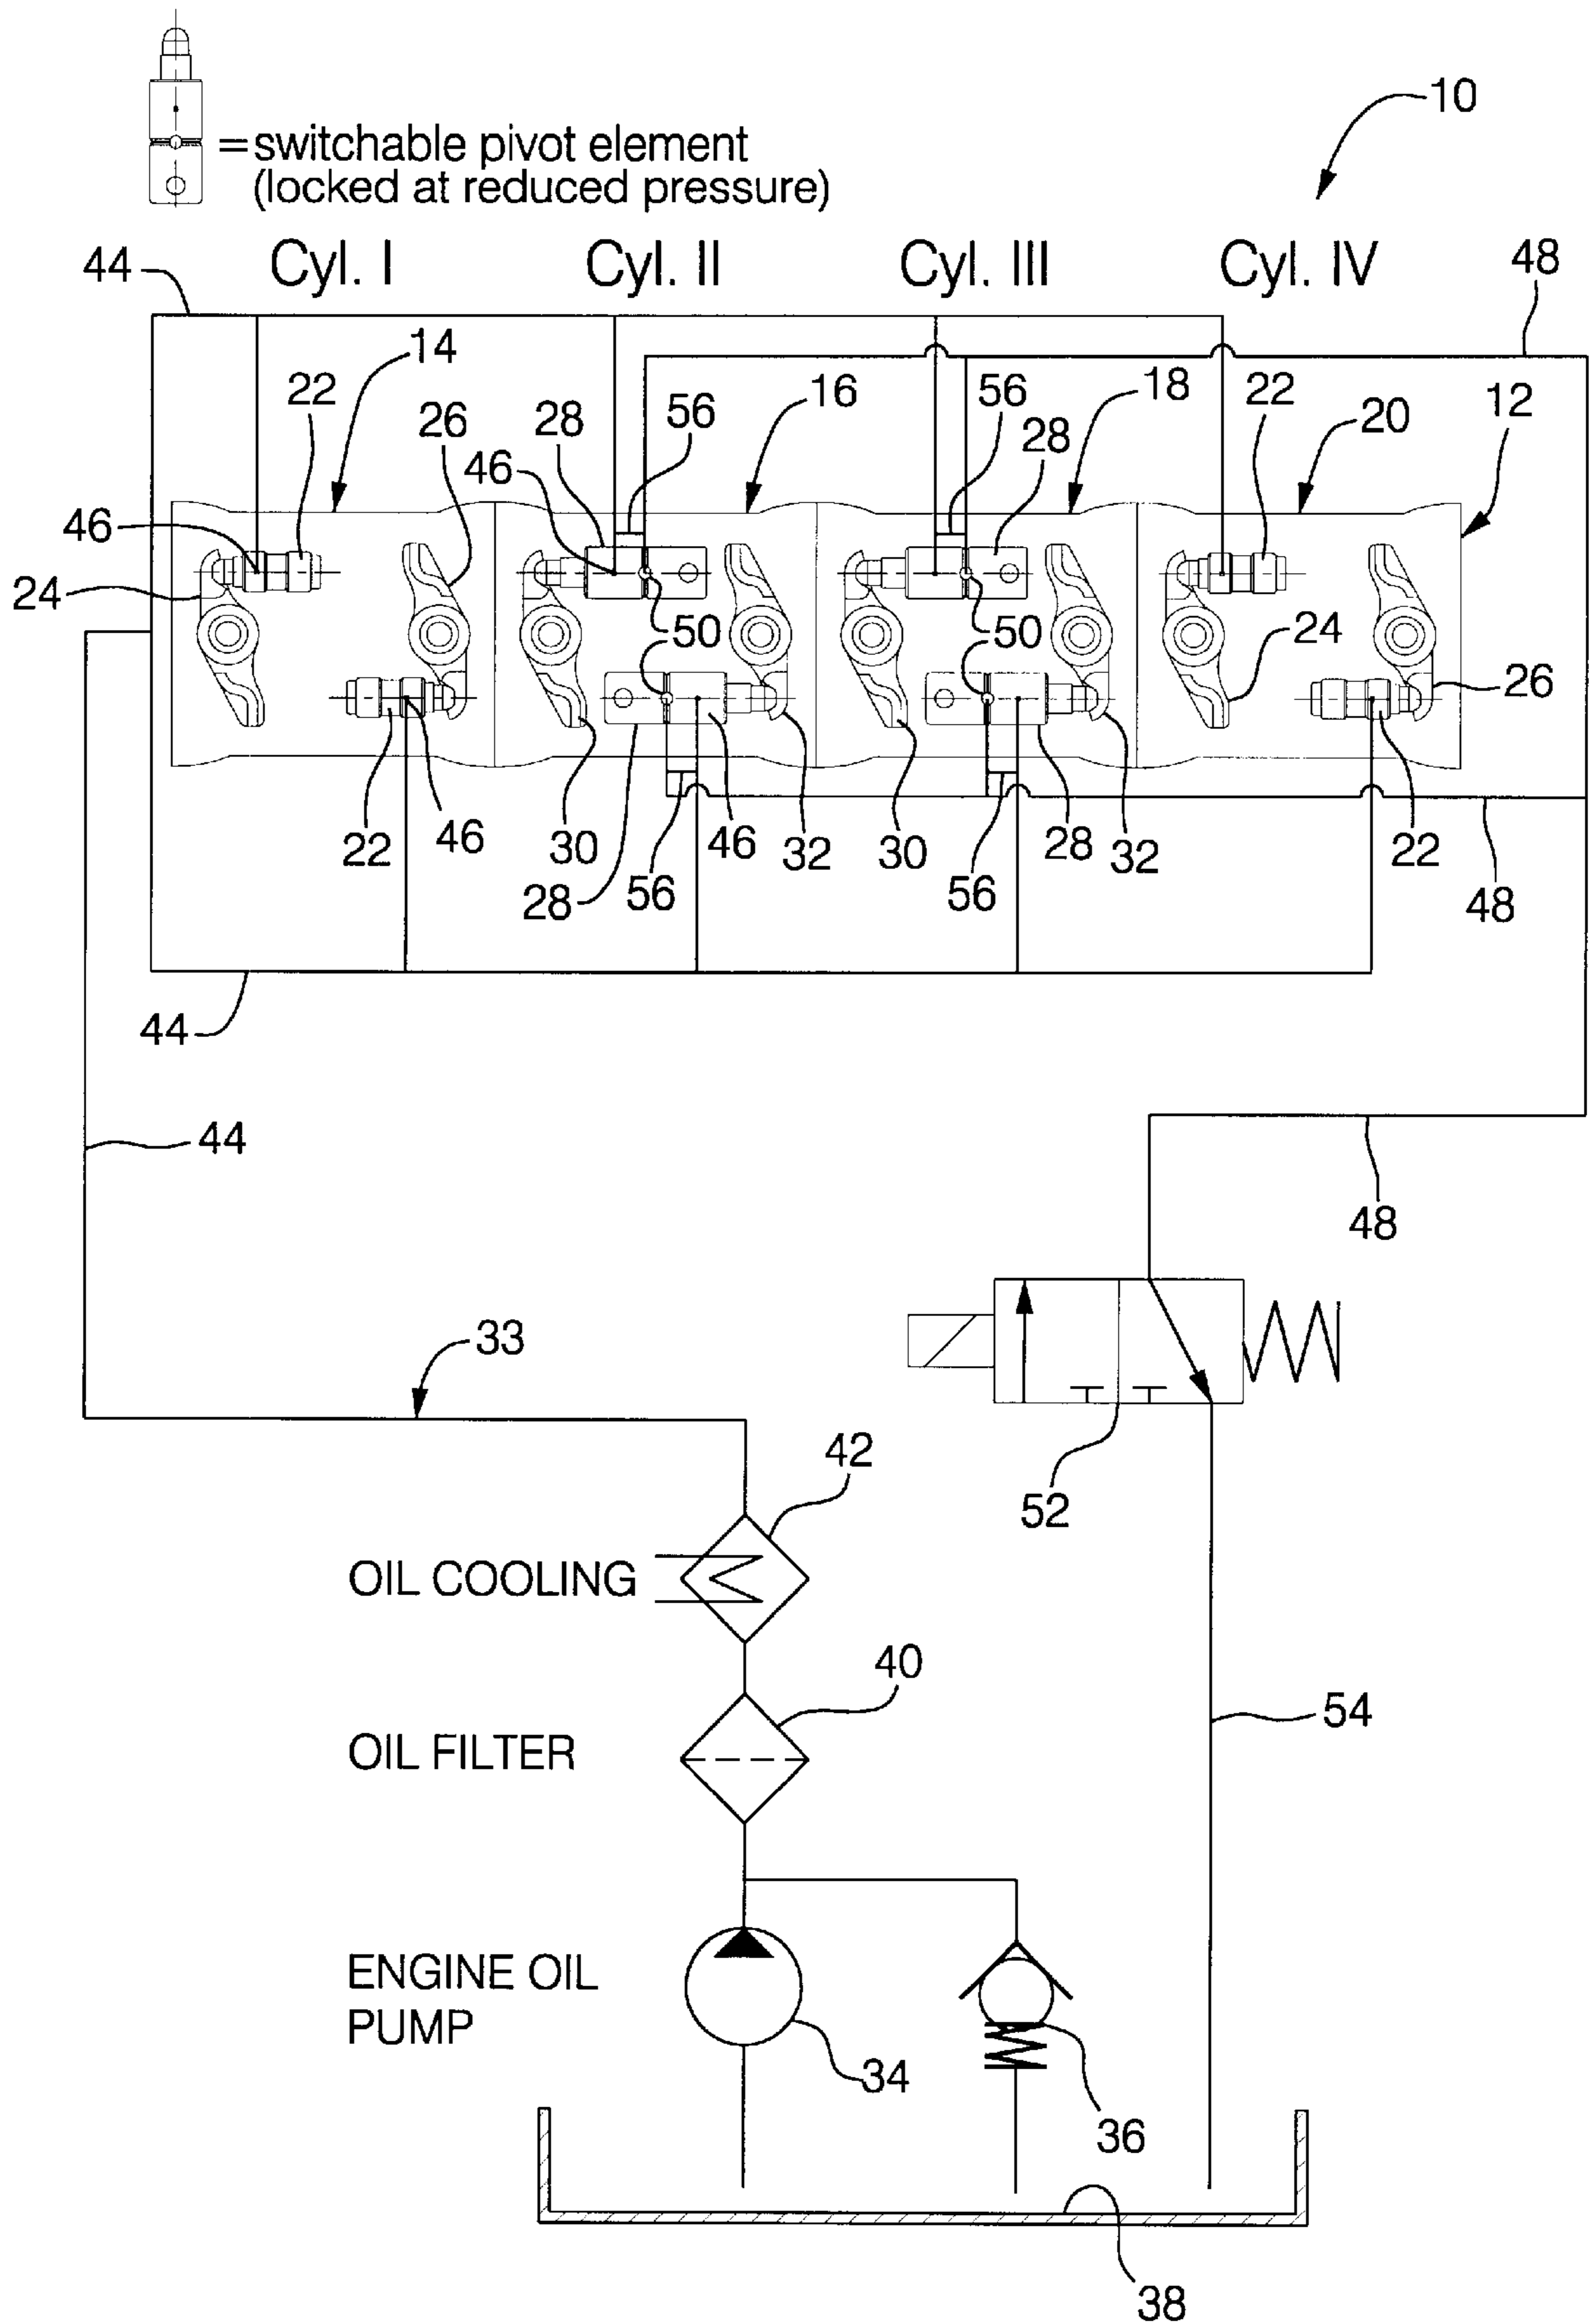 10
= switchable pivot element
(locked at reduced pressure)
44 Cyl. I Cyl. II Cyl. III Cyl. IV 48
14 16 18 20 12
22 26 28 56 56 28 22
46 46
24 50 50 24
26
22 46 30 28 56 46 32 30 56 28 32 22
48
44
44
48
33
52
42
OIL COOLING
40
OIL FILTER
54
ENGINE OIL
PUMP
34
36
38